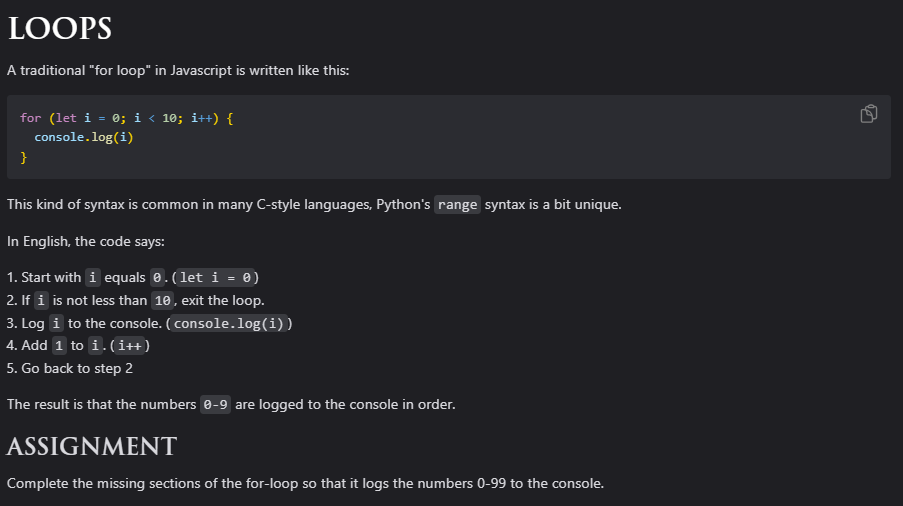 LOOPS
A traditional "for loop" in Javascript is written like this:
for (let i = 0; i < 10; i++) {
  console.log(i)
}
This kind of syntax is common in many C-style languages, Python's range syntax is a bit unique.
In English, the code says:
1. Start with i equals 0. (let i = 0)
2. If i is not less than 10, exit the loop.
3. Log i to the console. (console.log(i))
4. Add 1 to i. (i++)
5. Go back to step 2
The result is that the numbers 0-9 are logged to the console in order.
ASSIGNMENT
Complete the missing sections of the for-loop so that it logs the numbers 0-99 to the console.